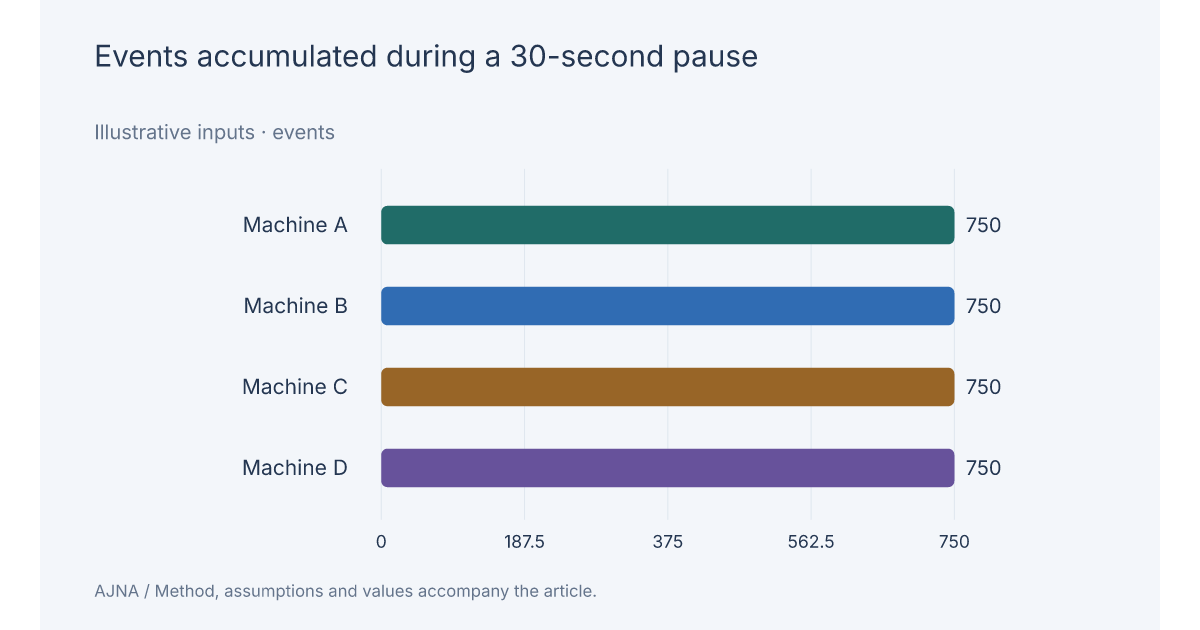 Events accumulated during a 30-second pause
Illustrative inputs · events
Machine A 750
Machine B 750
Machine C 750
Machine D 750
0 187.5 375 562.5 750
AJNA / Method, assumptions and values accompany the article.